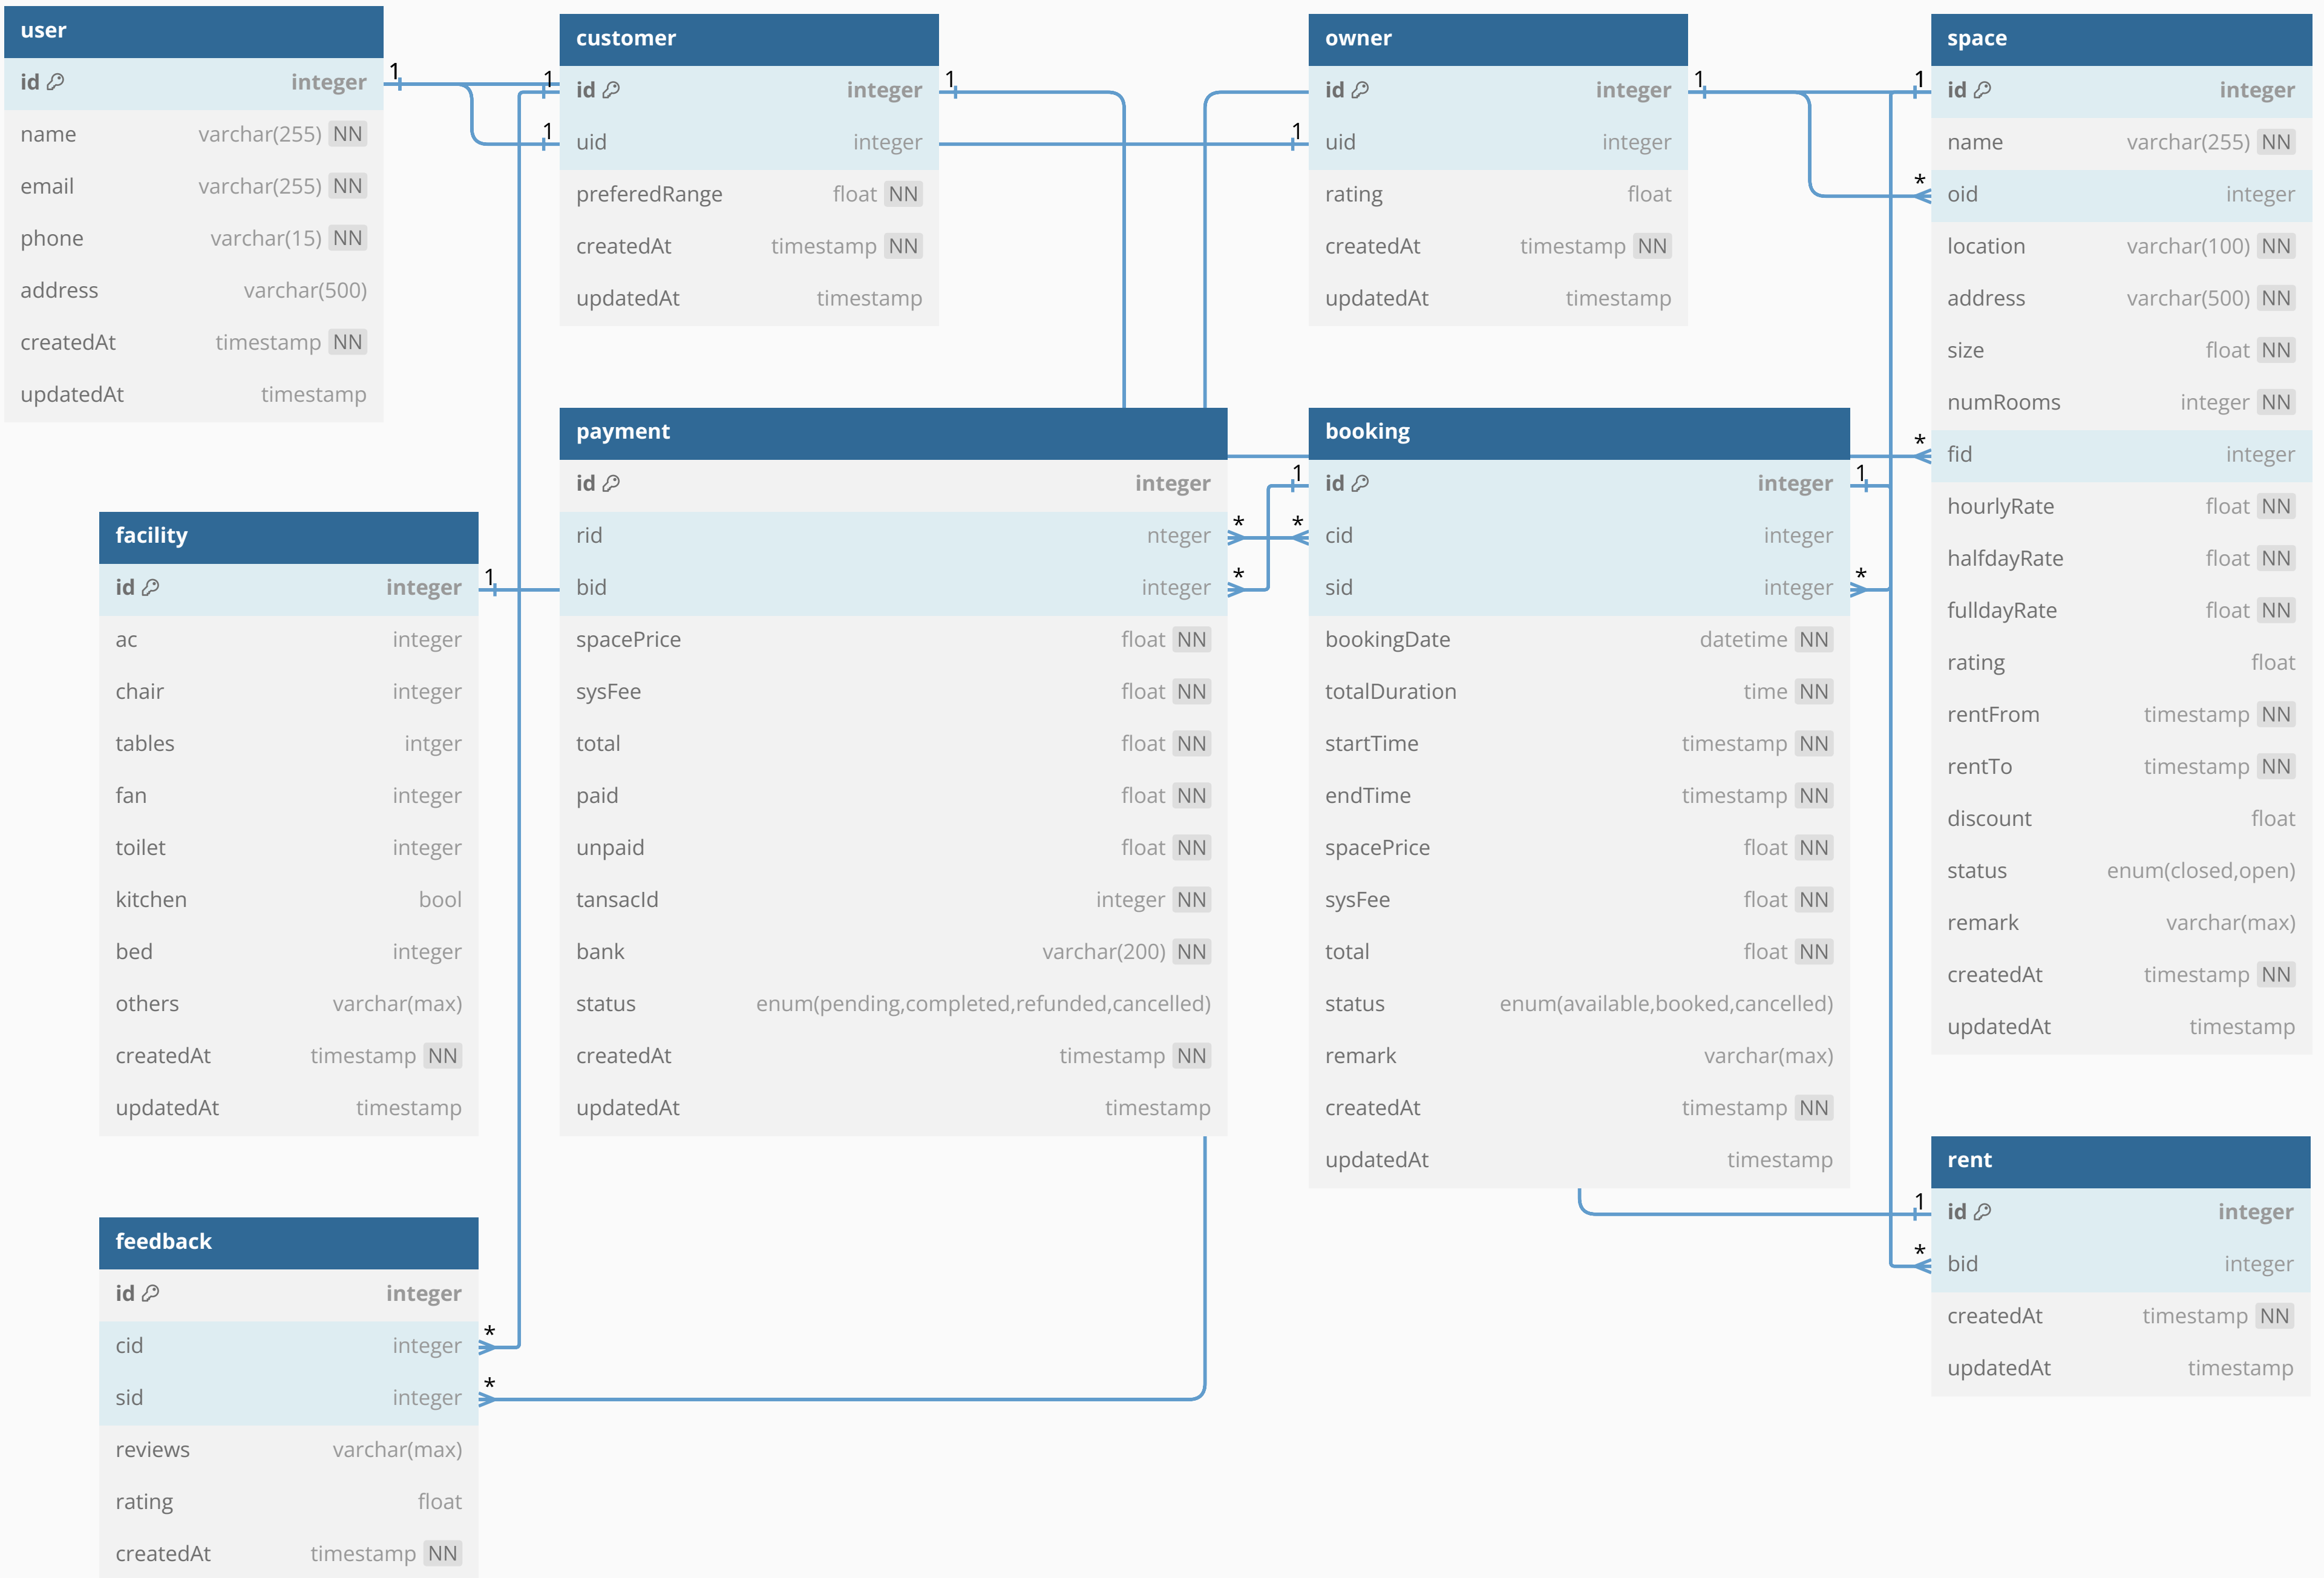 user
id integer
name varchar(255) NN
email varchar(255) NN
phone varchar(15) NN
address varchar(500)
createdAt timestamp NN
updatedAt timestamp
1
1
1
customer
id integer
uid integer
preferedRange float NN
createdAt timestamp NN
updatedAt timestamp
1
1
owner
id integer
uid integer
rating float
createdAt timestamp NN
updatedAt timestamp
1
1
*
*
space
id integer
name varchar(255) NN
oid integer
location varchar(100) NN
address varchar(500) NN
size float NN
numRooms integer NN
fid integer
hourlyRate float NN
halfdayRate float NN
fulldayRate float NN
rating float
rentFrom timestamp NN
rentTo timestamp NN
discount float
status enum(closed,open)
remark varchar(max)
createdAt timestamp NN
updatedAt timestamp
facility
id integer
ac integer
chair integer
tables intger
fan integer
toilet integer
kitchen bool
bed integer
others varchar(max)
createdAt timestamp NN
updatedAt timestamp
1
payment
id integer
rid nteger
bid integer
spacePrice float NN
sysFee float NN
total float NN
paid float NN
unpaid float NN
tansacId integer NN
bank varchar(200) NN
status enum(pending,completed,refunded,cancelled)
createdAt timestamp NN
updatedAt timestamp
1
* *
*
booking
id integer
cid integer
sid integer
bookingDate datetime NN
totalDuration time NN
startTime timestamp NN
endTime timestamp NN
spacePrice float NN
sysFee float NN
total float NN
status enum(available,booked,cancelled)
remark varchar(max)
createdAt timestamp NN
updatedAt timestamp
1
*
1
*
rent
id integer
bid integer
createdAt timestamp NN
updatedAt timestamp
feedback
id integer
cid integer
sid integer
reviews varchar(max)
rating float
createdAt timestamp NN
*
*